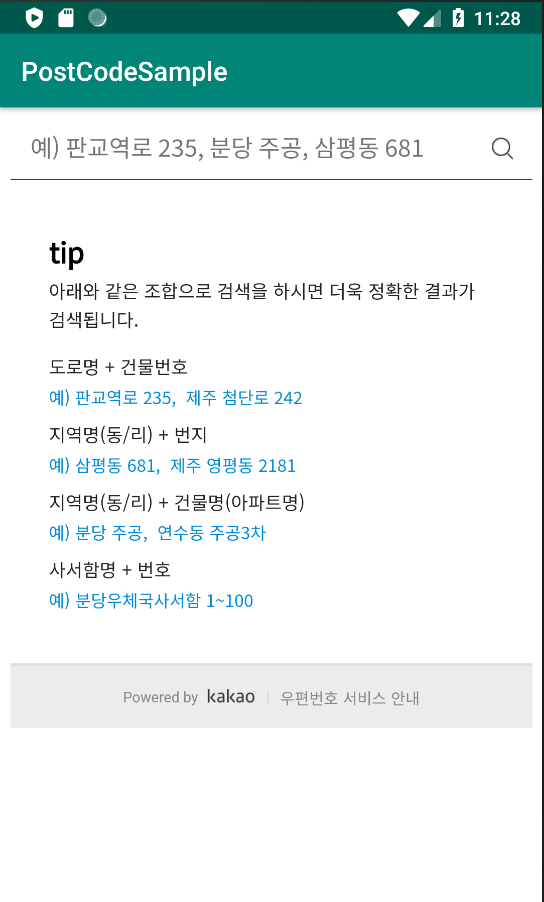 11:28
PostCodeSample
예) 판교역로 235, 분당 주공, 삼평동 681
tip
아래와 같은 조합으로 검색을 하시면 더욱 정확한 결과가
검색됩니다.
도로명 + 건물번호
예) 판교역로 235, 제주 첨단로 242
지역명(동/리) + 번지
예) 삼평동 681, 제주 영평동 2181
지역명(동/리) + 건물명(아파트명)
예) 분당 주공, 연수동 주공3차
사서함명 + 번호
예) 분당우체국사서함 1~100
Powered by kakao 우편번호 서비스 안내